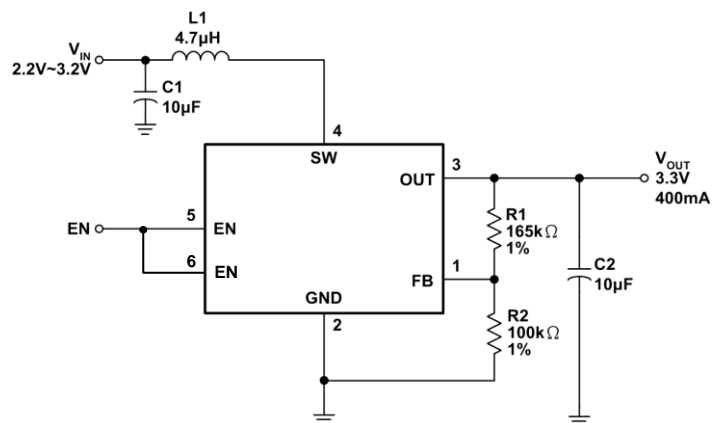 L1
4.7µH
VIN
2.2V~3.2V
C1
10µF
4
SW
3
OUT
VOUT
3.3V
400mA
R1
165kΩ
1%
EN
5
EN
6
EN
1
FB
C2
10µF
GND
2
R2
100kΩ
1%